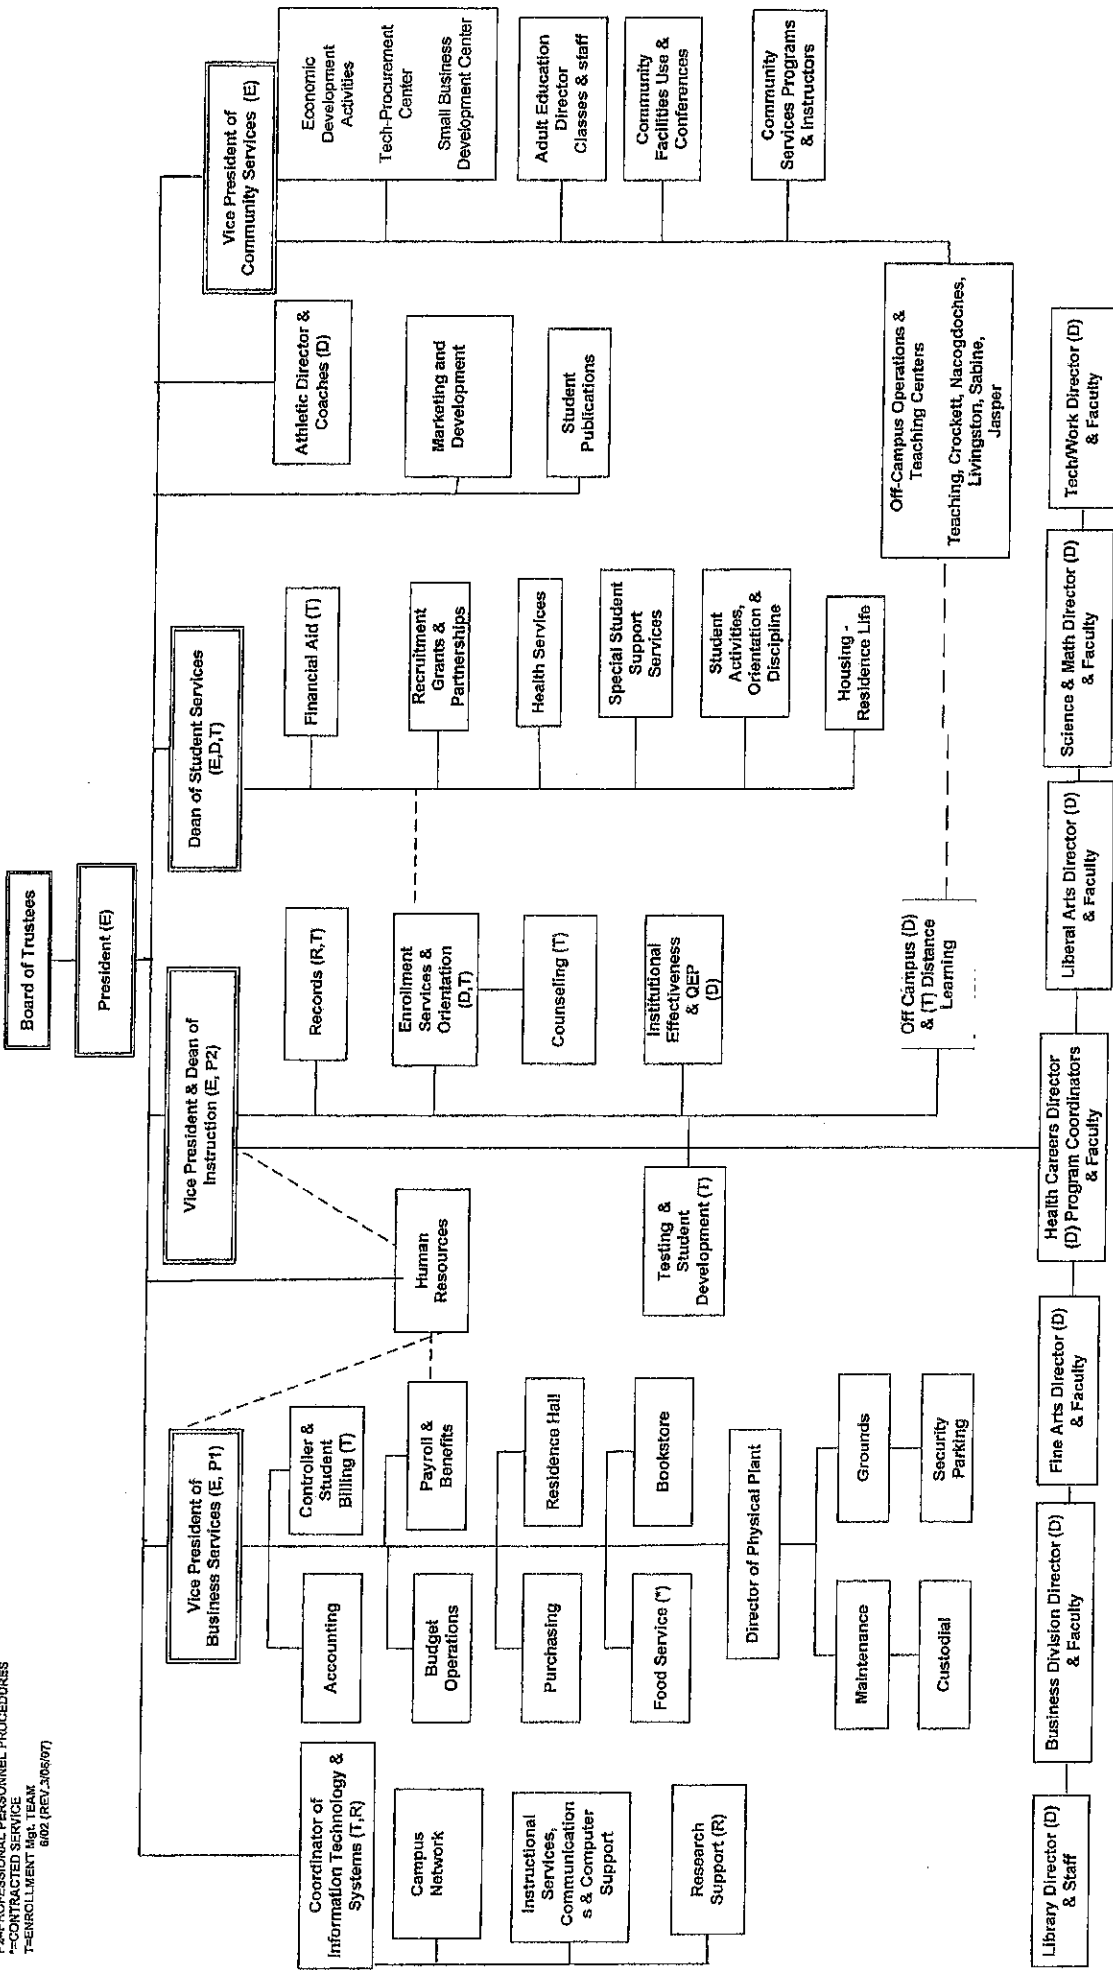 P2=PROFESSIONAL PERSONNEL PROCEDURES
*=CONTRACTED SERVICE
T=ENROLLMENT Mgt. TEAM
6/02 (REV.3/06/07)
Board of Trustees
President (E)
Vice President of
Business Services (E, P1)
Vice President & Dean of
Instruction (E, P2)
Dean of Student Services
(E,D,T)
Vice President of
Community Services (E)
Coordinator of
Information Technology &
Systems (T,R)
Campus
Network
Instructional
Services,
Communication
s & Computer
Support
Research
Support (R)
Accounting
Controller &
Student
Billing (T)
Budget
Operations
Payroll &
Benefits
Purchasing
Residence Hall
Food Service (*)
Bookstore
Director of Physical Plant
Maintenance
Grounds
Custodial
Security
Parking
Human
Resources
Records (R,T)
Enrollment
Services &
Orientation
(D,T)
Counseling (T)
Testing &
Student
Development (T)
Institutional
Effectiveness
& QEP
(D)
Off Campus (D)
& (T) Distance
Learning
Financial Aid (T)
Recruitment
Grants &
Partnerships
Health Services
Special Student
Support
Services
Student
Activities,
Orientation &
Discipline
Housing -
Residence Life
Athletic Director &
Coaches (D)
Marketing and
Development
Student
Publications
Economic
Development
Activities
Tech-Procurement
Center
Small Business
Development Center
Adult Education
Director
Classes & staff
Community
Facilities Use &
Conferences
Community
Services Programs
& Instructors
Off-Campus Operations &
Teaching Centers
Teaching, Crockett, Nacogdoches,
Livingston, Sabine,
Jasper
Library Director (D)
& Staff
Business Division Director (D)
& Faculty
Fine Arts Director (D)
& Faculty
Health Careers Director
(D) Program Coordinators
& Faculty
Liberal Arts Director (D)
& Faculty
Science & Math Director (D)
& Faculty
Tech/Work Director (D)
& Faculty